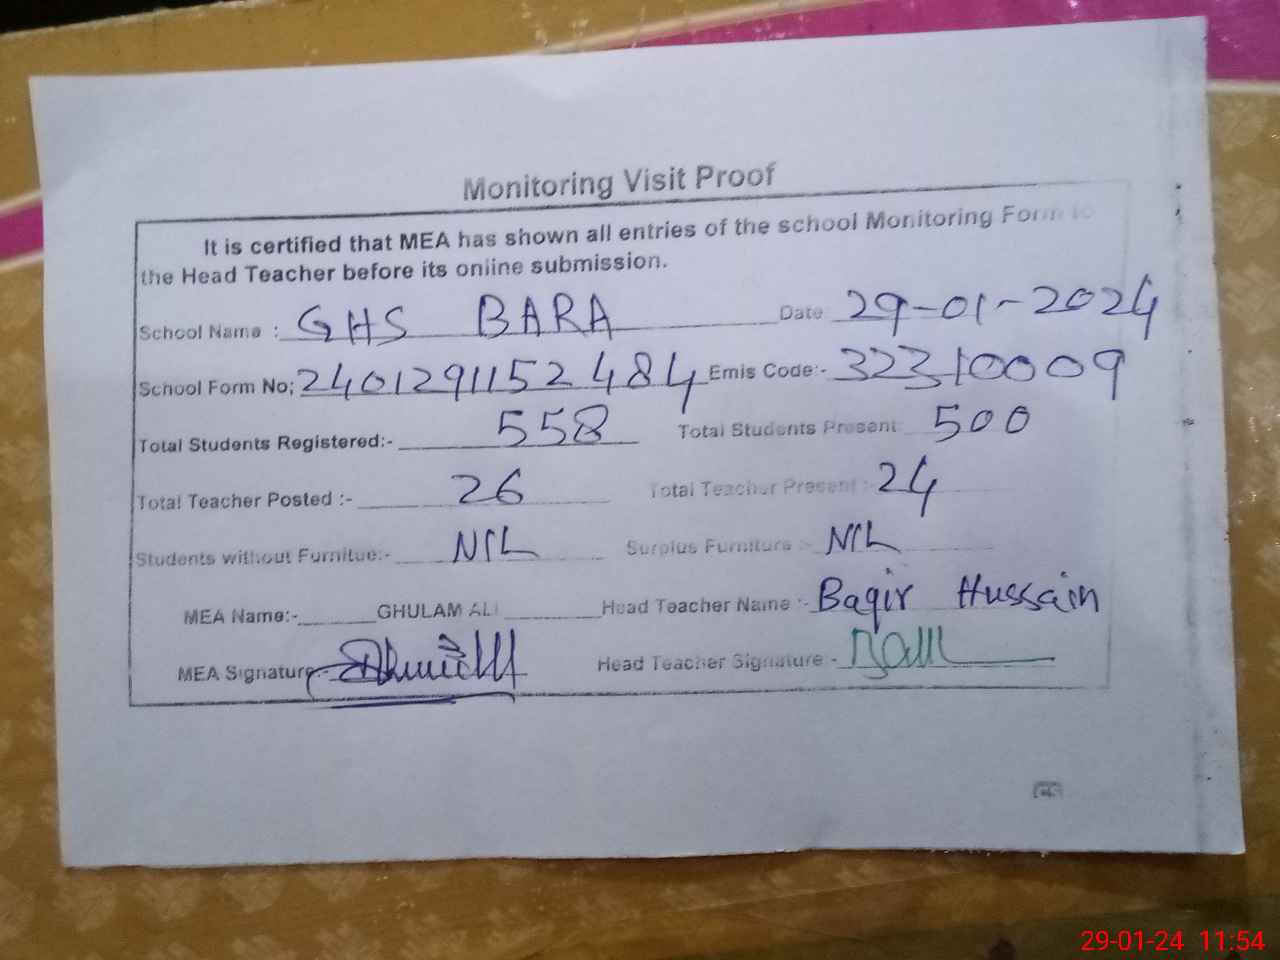 Monitoring Visit Proof
It is certified that MEA has shown all entries of the school Monitoring Form to
the Head Teacher before its online submission.
School Name : GHS BARA Date 29-01-2024
School Form No; 2401291152484 Emis Code:- 32310009
Total Students Registered:- 558 Total Students Present: 500
Total Teacher Posted :- 26 Total Teacher Present :- 24
Students without Furnitue:- NIL Surplus Furniture :- NIL
MEA Name:- GHULAM ALI Head Teacher Name :- Baqir Hussain
MEA Signature:- Head Teacher Signature :-
29-01-24 11:54